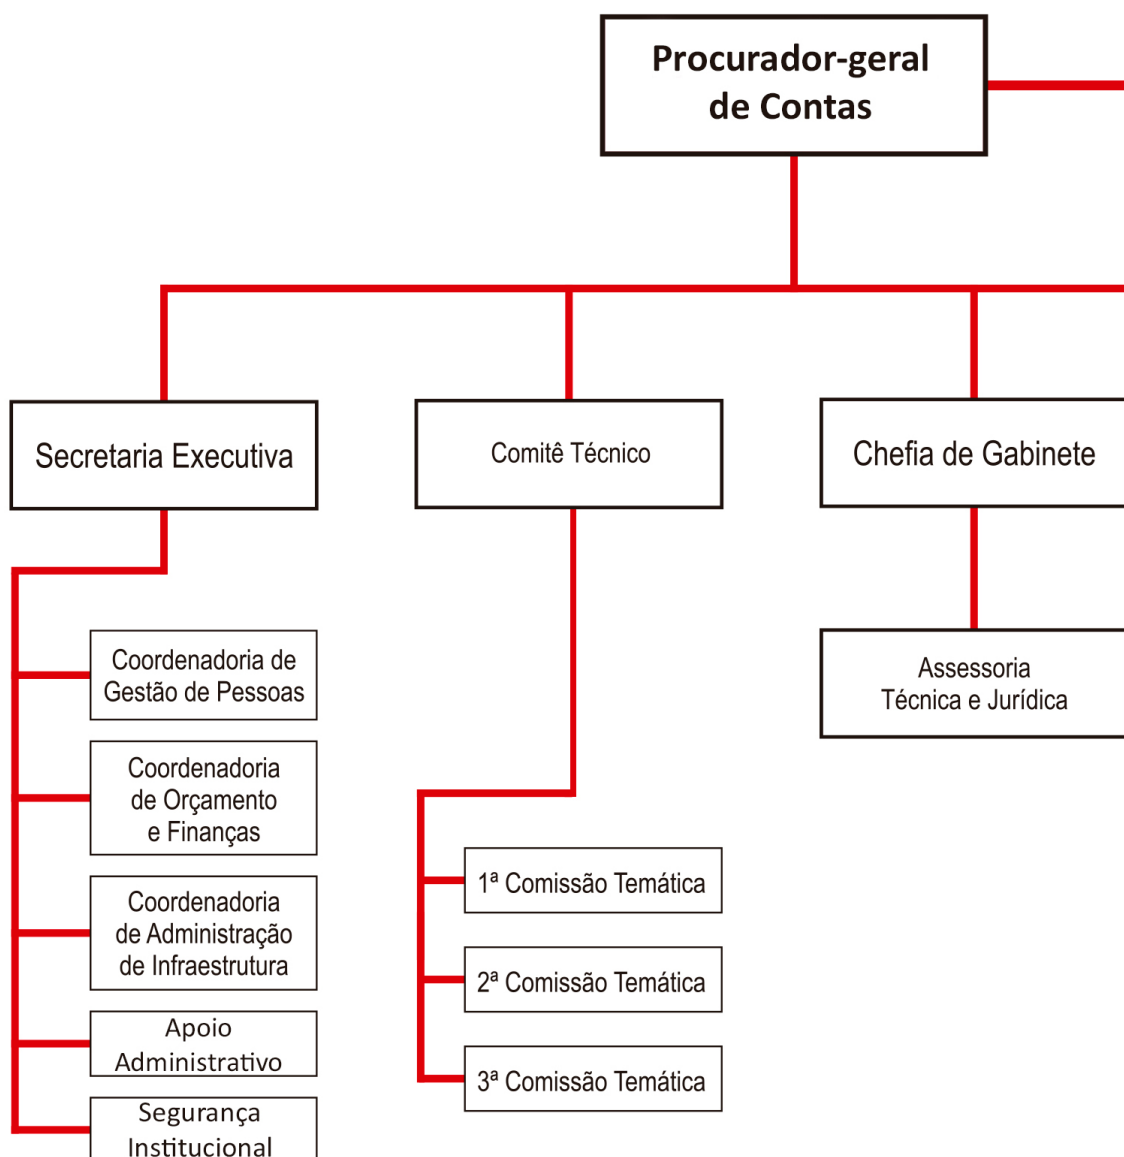 Procurador-geral
de Contas
Secretaria Executiva
Comitê Técnico
Chefia de Gabinete
Coordenadoria de
Gestão de Pessoas
Coordenadoria
de Orçamento
e Finanças
Coordenadoria
de Administração
de Infraestrutura
Apoio
Administrativo
Segurança
Institucional
1ª Comissão Temática
2ª Comissão Temática
3ª Comissão Temática
Assessoria
Técnica e Jurídica